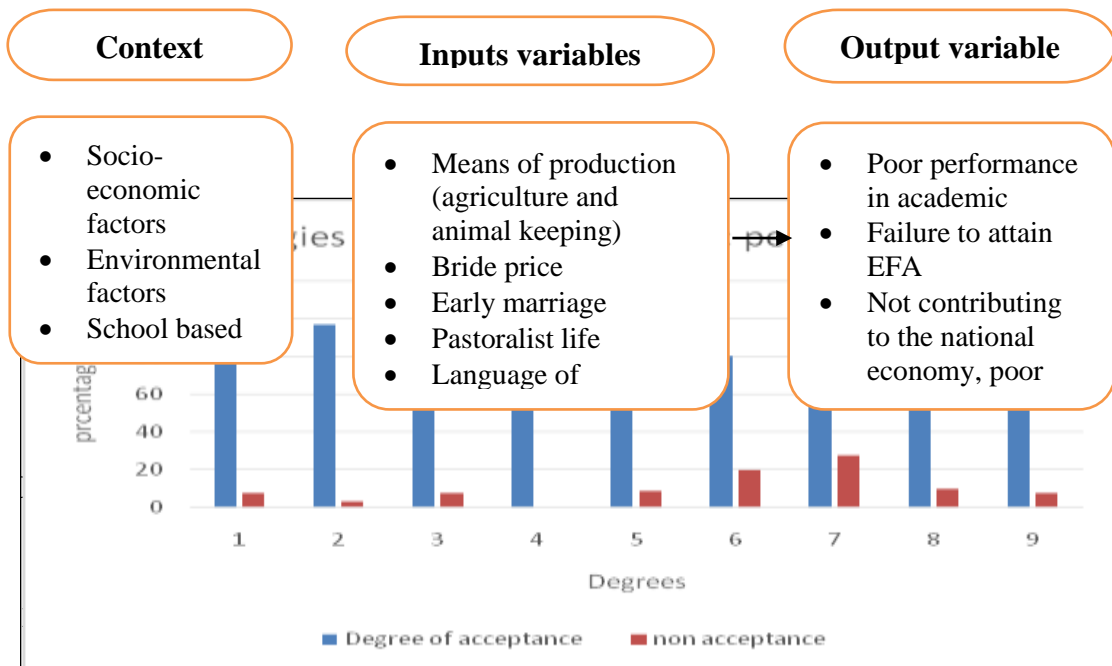 Context
Inputs variables
Output variable
• Socio-
economic
factors
• Environmental
factors
• School based
• Means of production
(agriculture and
animal keeping)
• Bride price
• Early marriage
• Pastoralist life
• Language of
• Poor performance
in academic
• Failure to attain
EFA
• Not contributing
to the national
economy, poor
60
40
20
0
1 2 3 4 5 6 7 8 9
Degrees
Degree of acceptance non acceptance